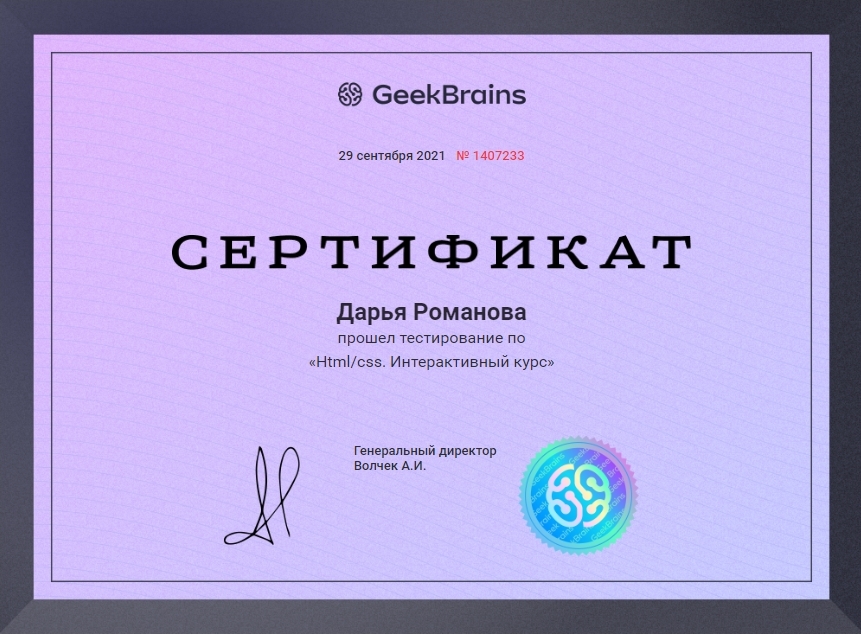 GeekBrains
29 сентября 2021 № 1407233
СЕРТИФИКАТ
Дарья Романова
прошел тестирование по
«Html/css. Интерактивный курс»
Генеральный директор
Волчек А.И.